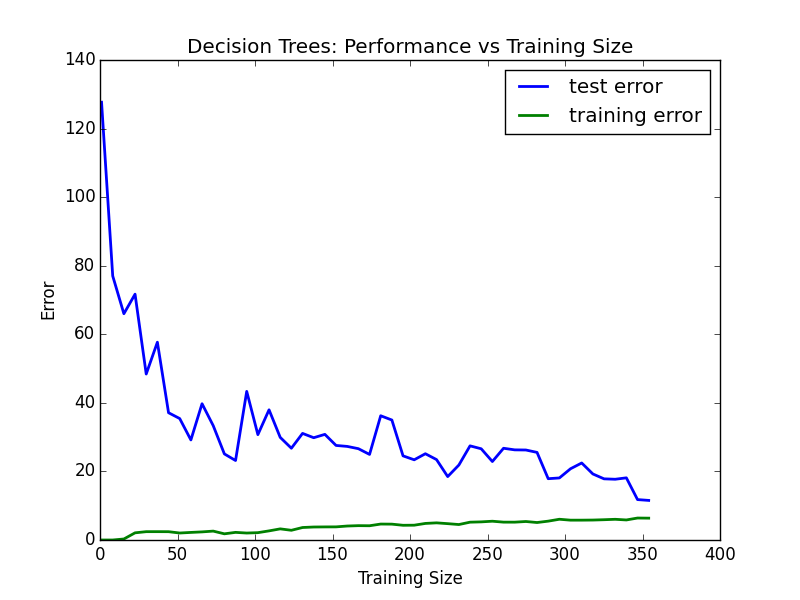 Decision Trees: Performance vs Training Size
140
120
100
80
60
40
20
0
Error
test error
training error
0 50 100 150 200 250 300 350 400
Training Size